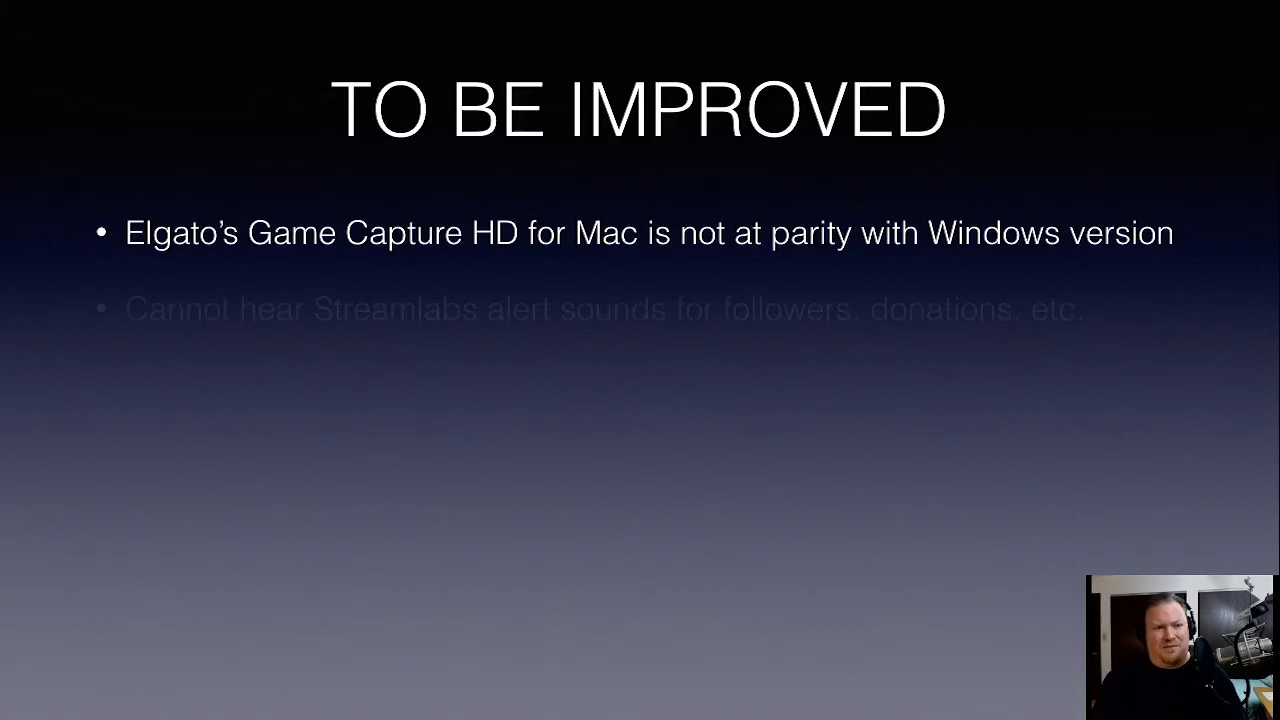 TO BE IMPROVED
• Elgato’s Game Capture HD for Mac is not at parity with Windows version
• Cannot hear Streamlabs alert sounds for followers, donations, etc.